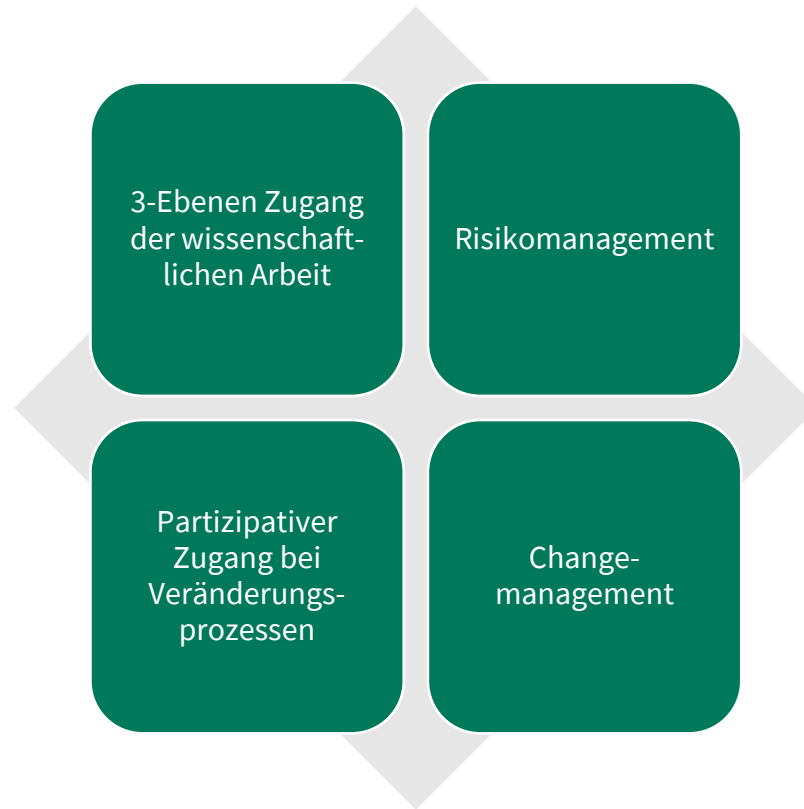 3-Ebenen Zugang
der wissenschaft-
lichen Arbeit
Risikomanagement
Partizipativer
Zugang bei
Veränderungs-
prozessen
Change-
management